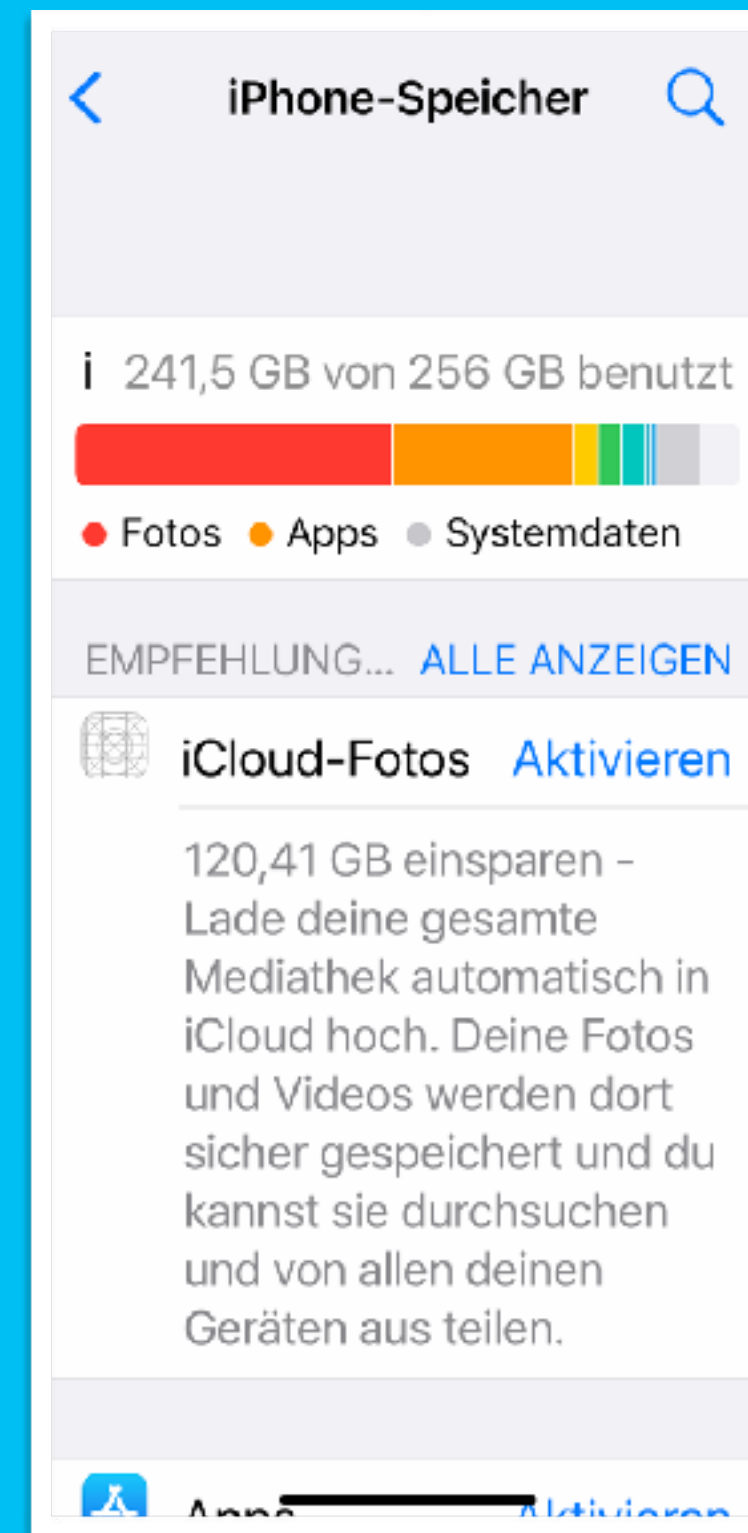 iPhone-Speicher
i 241,5 GB von 256 GB benutzt
Fotos Apps Systemdaten
EMPFEHLUNG... ALLE ANZEIGEN
iCloud-Fotos Aktivieren
120,41 GB einsparen –
Lade deine gesamte
Mediathek automatisch in
iCloud hoch. Deine Fotos
und Videos werden dort
sicher gespeichert und du
kannst sie durchsuchen
und von allen deinen
Geräten aus teilen.
Apps Aktivieren